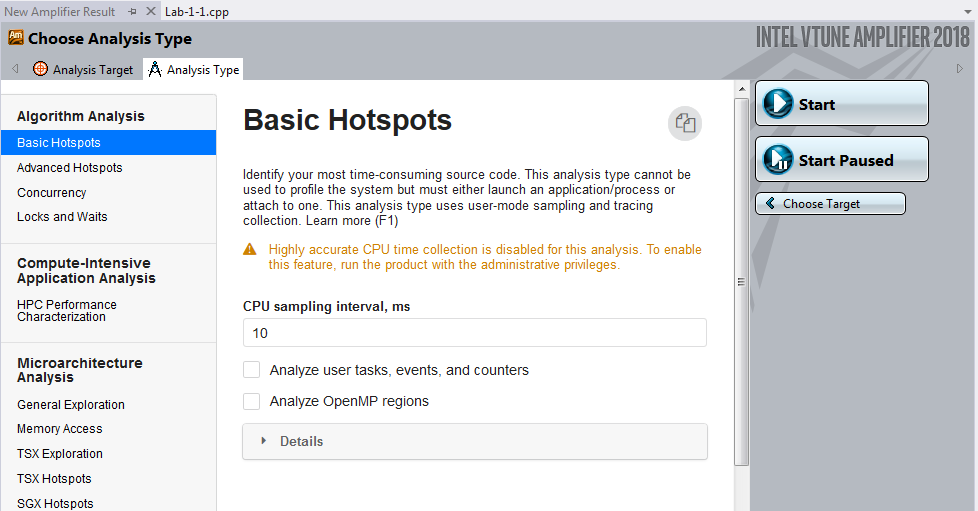 New Amplifier Result
Lab-1-1.cpp
Am
Choose Analysis Type
INTEL VTUNE AMPLIFIER 2018
Analysis Target
Analysis Type
Algorithm Analysis
Basic Hotspots
Advanced Hotspots
Concurrency
Locks and Waits
Compute-Intensive
Application Analysis
HPC Performance
Characterization
Microarchitecture
Analysis
General Exploration
Memory Access
TSX Exploration
TSX Hotspots
SGX Hotspots
Basic Hotspots
Identify your most time-consuming source code. This analysis type cannot be
used to profile the system but must either launch an application/process or
attach to one. This analysis type uses user-mode sampling and tracing
collection. Learn more (F1)
Highly accurate CPU time collection is disabled for this analysis. To enable
this feature, run the product with the administrative privileges.
CPU sampling interval, ms
10
Analyze user tasks, events, and counters
Analyze OpenMP regions
Details
Start
Start Paused
Choose Target